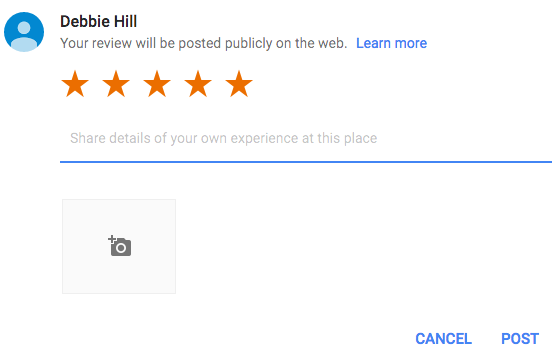 Debbie Hill
Your review will be posted publicly on the web. Learn more
Share details of your own experience at this place
CANCEL POST